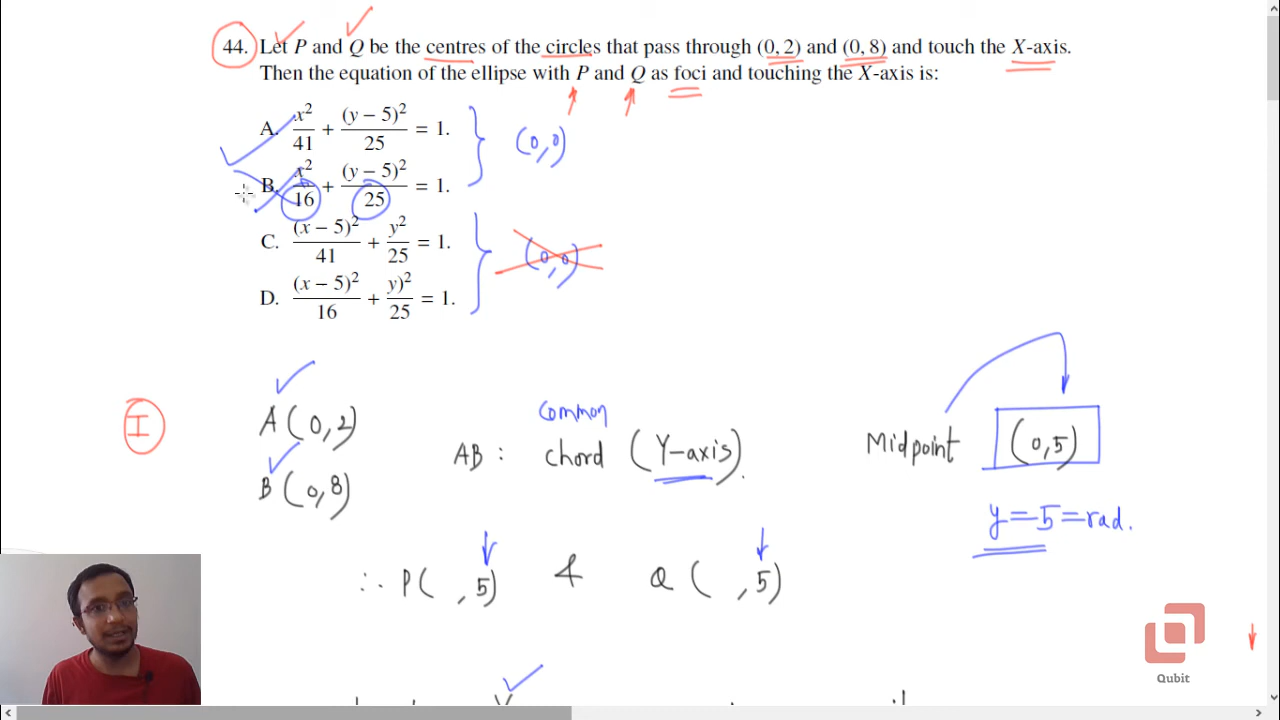 44. Let P and Q be the centres of the circles that pass through (0, 2) and (0, 8) and touch the X-axis.
Then the equation of the ellipse with P and Q as foci and touching the X-axis is:
A. x²/41 + (y − 5)²/25 = 1.
(0,0)
B. x²/16 + (y − 5)²/25 = 1.
C. (x − 5)²/41 + y²/25 = 1.
(0,0)
D. (x − 5)²/16 + y)²/25 = 1.
I
A (0,2)
B (0,8)
common
AB : chord (Y-axis).
Midpoint (0,5)
y=5=rad.
∴ P( ,5) & Q ( ,5)
Qubit